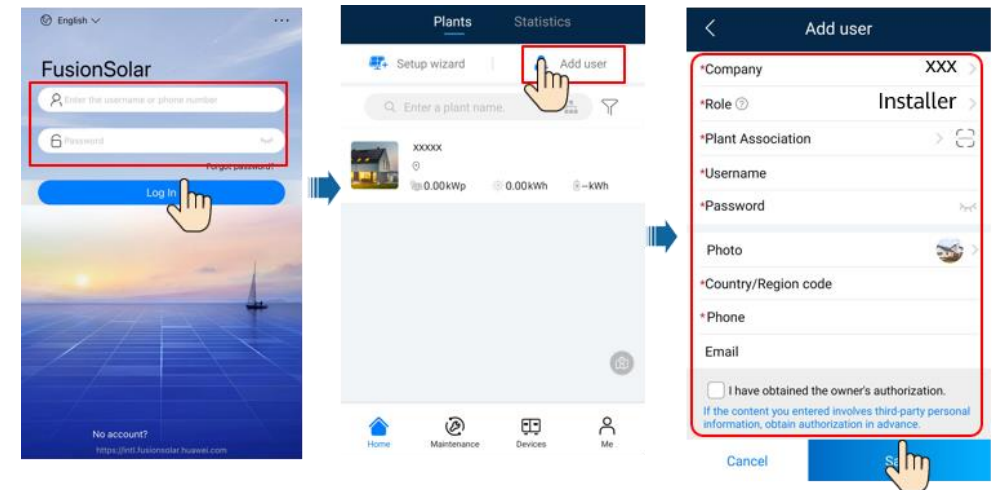 English
FusionSolar
Enter the username or phone number
Password
Forgot password?
Log In
No account?
https://intl.fusionsolar.huawei.com
Plants Statistics
Setup wizard Add user
Enter a plant name.
xxxxx
0.00kWp 0.00kWh --kWh
Home Maintenance Devices Me
Add user
*Company XXX
*Role Installer
*Plant Association
*Username
*Password
Photo
*Country/Region code
*Phone
Email
I have obtained the owner's authorization.
If the content you entered involves third-party personal
information, obtain authorization in advance.
Cancel